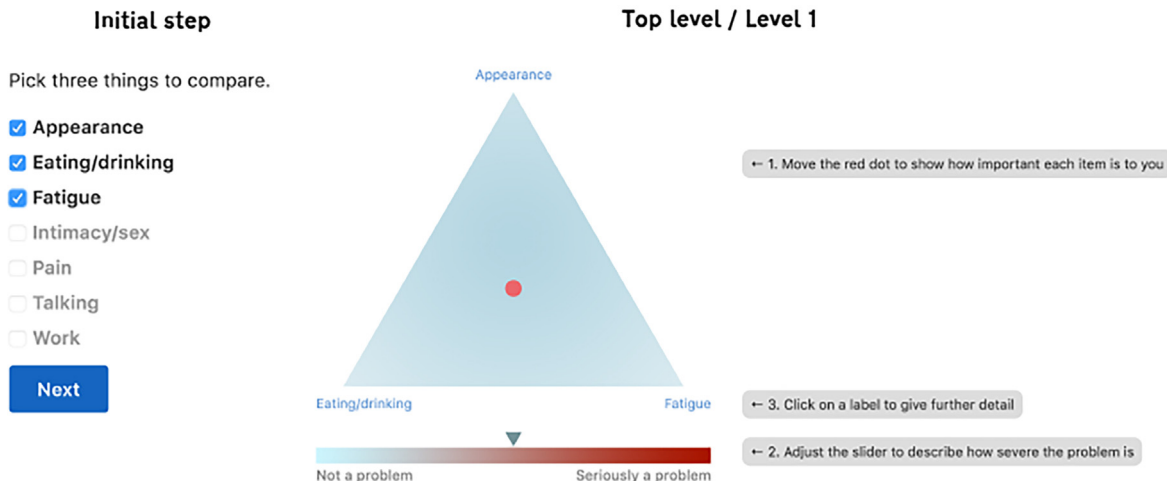 Initial step
Top level / Level 1
Pick three things to compare.
Appearance
Eating/drinking
Fatigue
Intimacy/sex
Pain
Talking
Work
Next
Appearance
← 1. Move the red dot to show how important each item is to you
Eating/drinking
Fatigue
← 3. Click on a label to give further detail
← 2. Adjust the slider to describe how severe the problem is
Not a problem
Seriously a problem